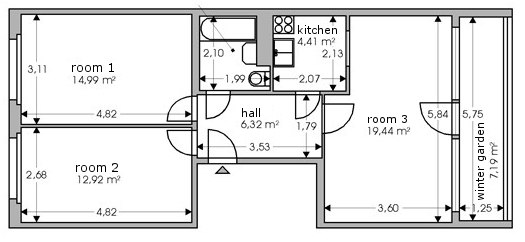 kitchen
4,41 m²
2,10
2,13
room 1
3,11
14,99 m²
1,99
2,07
4,82
hall
6,32 m²
1,79
room 3
19,44 m²
5,84
5,75
winter garden
7,19 m²
3,53
room 2
2,68
12,92 m²
4,82
3,60
1,25